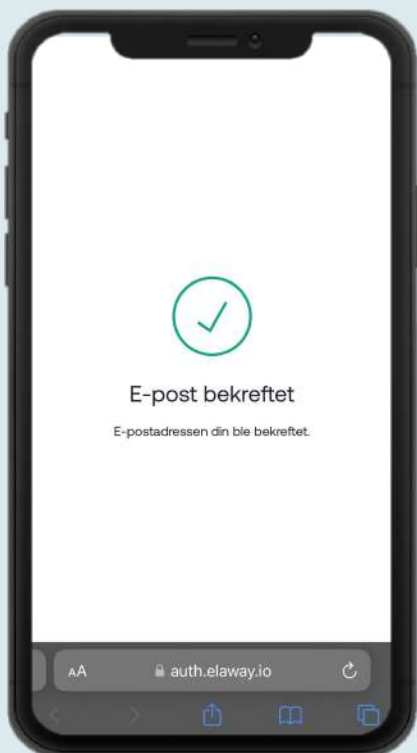 E-post bekreftet
E-postadressen din ble bekreftet.
AA auth.elaway.io